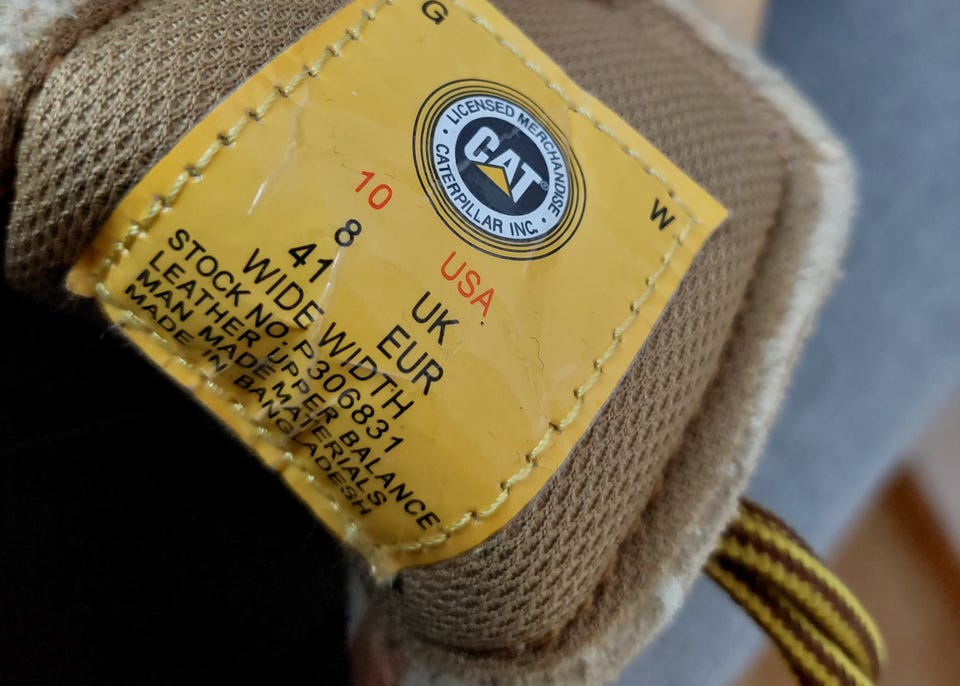 G
W
LICENSED MERCHANDISE
CAT®
CATERPILLAR INC.
10 USA
8 UK
41 EUR
WIDE WIDTH
STOCK NO. P306831
LEATHER UPPER BALANCE
MAN MADE MATERIALS
MADE IN BANGLADESH